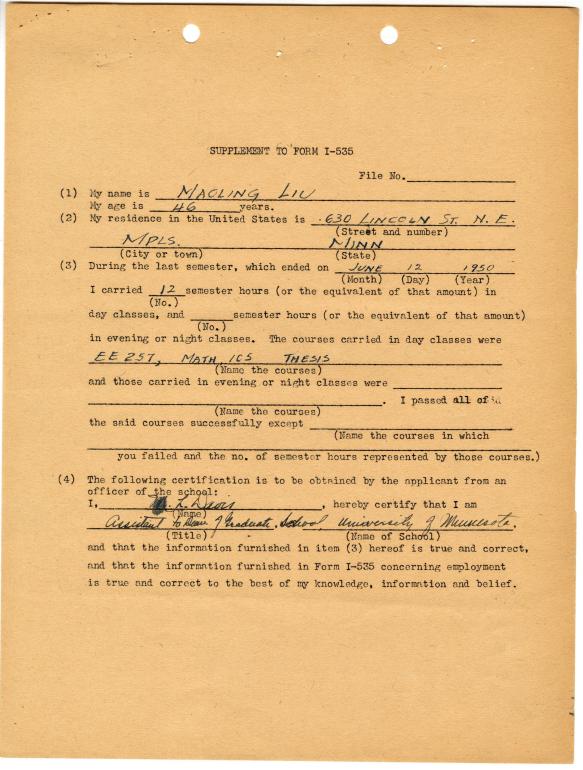 SUPPLEMENT TO FORM I-535
File No.
(1) My name is MAOLING LIU
My age is 46 years.
(2) My residence in the United States is 630 LINCOLN ST. N. E.
(Street and number)
MPLS. MINN
(City or town) (State)
(3) During the last semester, which ended on JUNE 12 1950
(Month) (Day) (Year)
I carried 12 semester hours (or the equivalent of that amount) in
(No.)
day classes, and semester hours (or the equivalent of that amount)
(No.)
in evening or night classes. The courses carried in day classes were
EE 257, MATH, 105 THESIS
(Name the courses)
and those carried in evening or night classes were
. I passed all of
(Name the courses)
the said courses successfully except
(Name the courses in which
you failed and the no. of semester hours represented by those courses.)
(4) The following certification is to be obtained by the applicant from an
officer of the school:
I, L. Davis, hereby certify that I am
(Name)
Assistant to Dean of Graduate School, University of Minnesota.
(Title) (Name of School)
and that the information furnished in item (3) hereof is true and correct,
and that the information furnished in Form I-535 concerning employment
is true and correct to the best of my knowledge, information and belief.